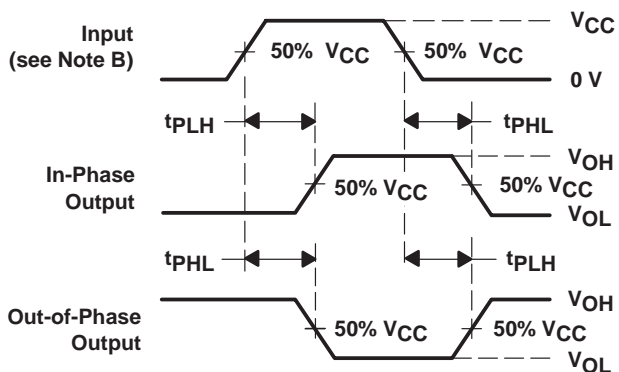 Input
(see Note B)
50% VCC
50% VCC
VCC
0 V
tPLH
tPHL
In-Phase
Output
50% VCC
50% VCC
VOH
VOL
tPHL
tPLH
Out-of-Phase
Output
50% VCC
50% VCC
VOH
VOL